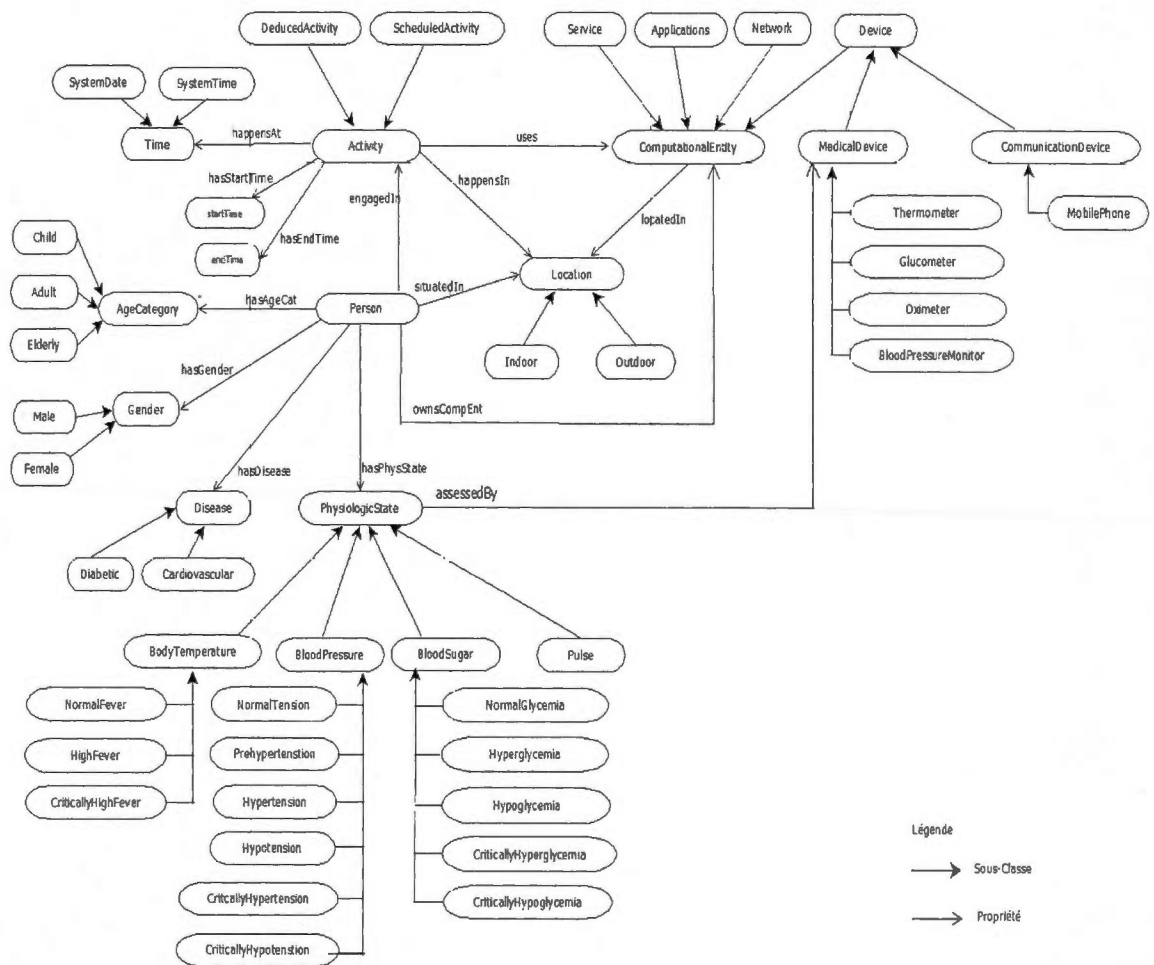 DeducedActivity
ScheduledActivity
Service
Applications
Network
Device
SystemDate
SystemTime
Time
happensAt
Activity
uses
ComputationalEntity
MedicalDevice
CommunicationDevice
hasStartTime
engagedIn
happensIn
startTime
locatedIn
Thermometer
MobilePhone
Child
hasEndTime
endTime
Glucometer
Location
Adult
AgeCategory
hasAgeCat
Person
situatedIn
Oximeter
Elderly
Indoor
Outdoor
BloodPressureMonitor
hasGender
Male
Gender
ownsCompEnt
Female
hasDisease
hasPhysState
assessedBy
Disease
PhysiologicState
Diabetic
Cardiovascular
BodyTemperature
BloodPressure
BloodSugar
Pulse
NormalFever
NormalTension
NormalGlycemia
HighFever
Prehypertenstion
Hyperglycemia
CriticallyHighFever
Hypertension
Hypoglycemia
Hypotension
CriticallyHyperglycemia
CritcallyHypertension
CriticallyHypoglycemia
CriticallyHypotenstion
Légende
Sous-Classe
Propriété